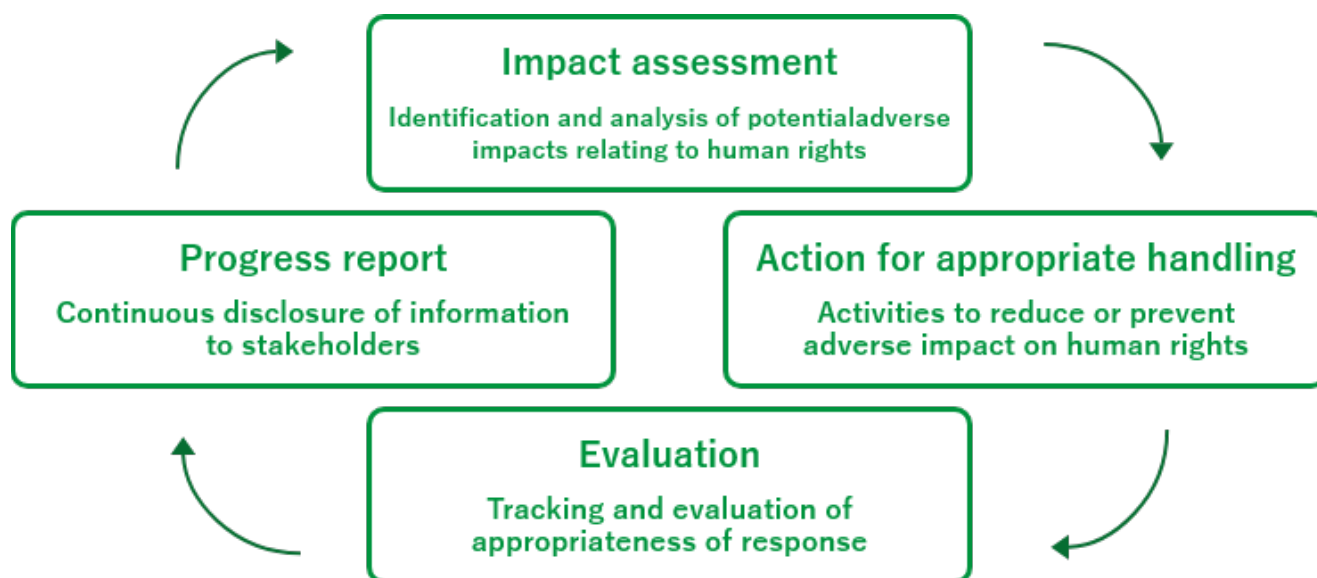 Impact assessment
Identification and analysis of potentialadverse
impacts relating to human rights
Progress report
Continuous disclosure of information
to stakeholders
Action for appropriate handling
Activities to reduce or prevent
adverse impact on human rights
Evaluation
Tracking and evaluation of
appropriateness of response